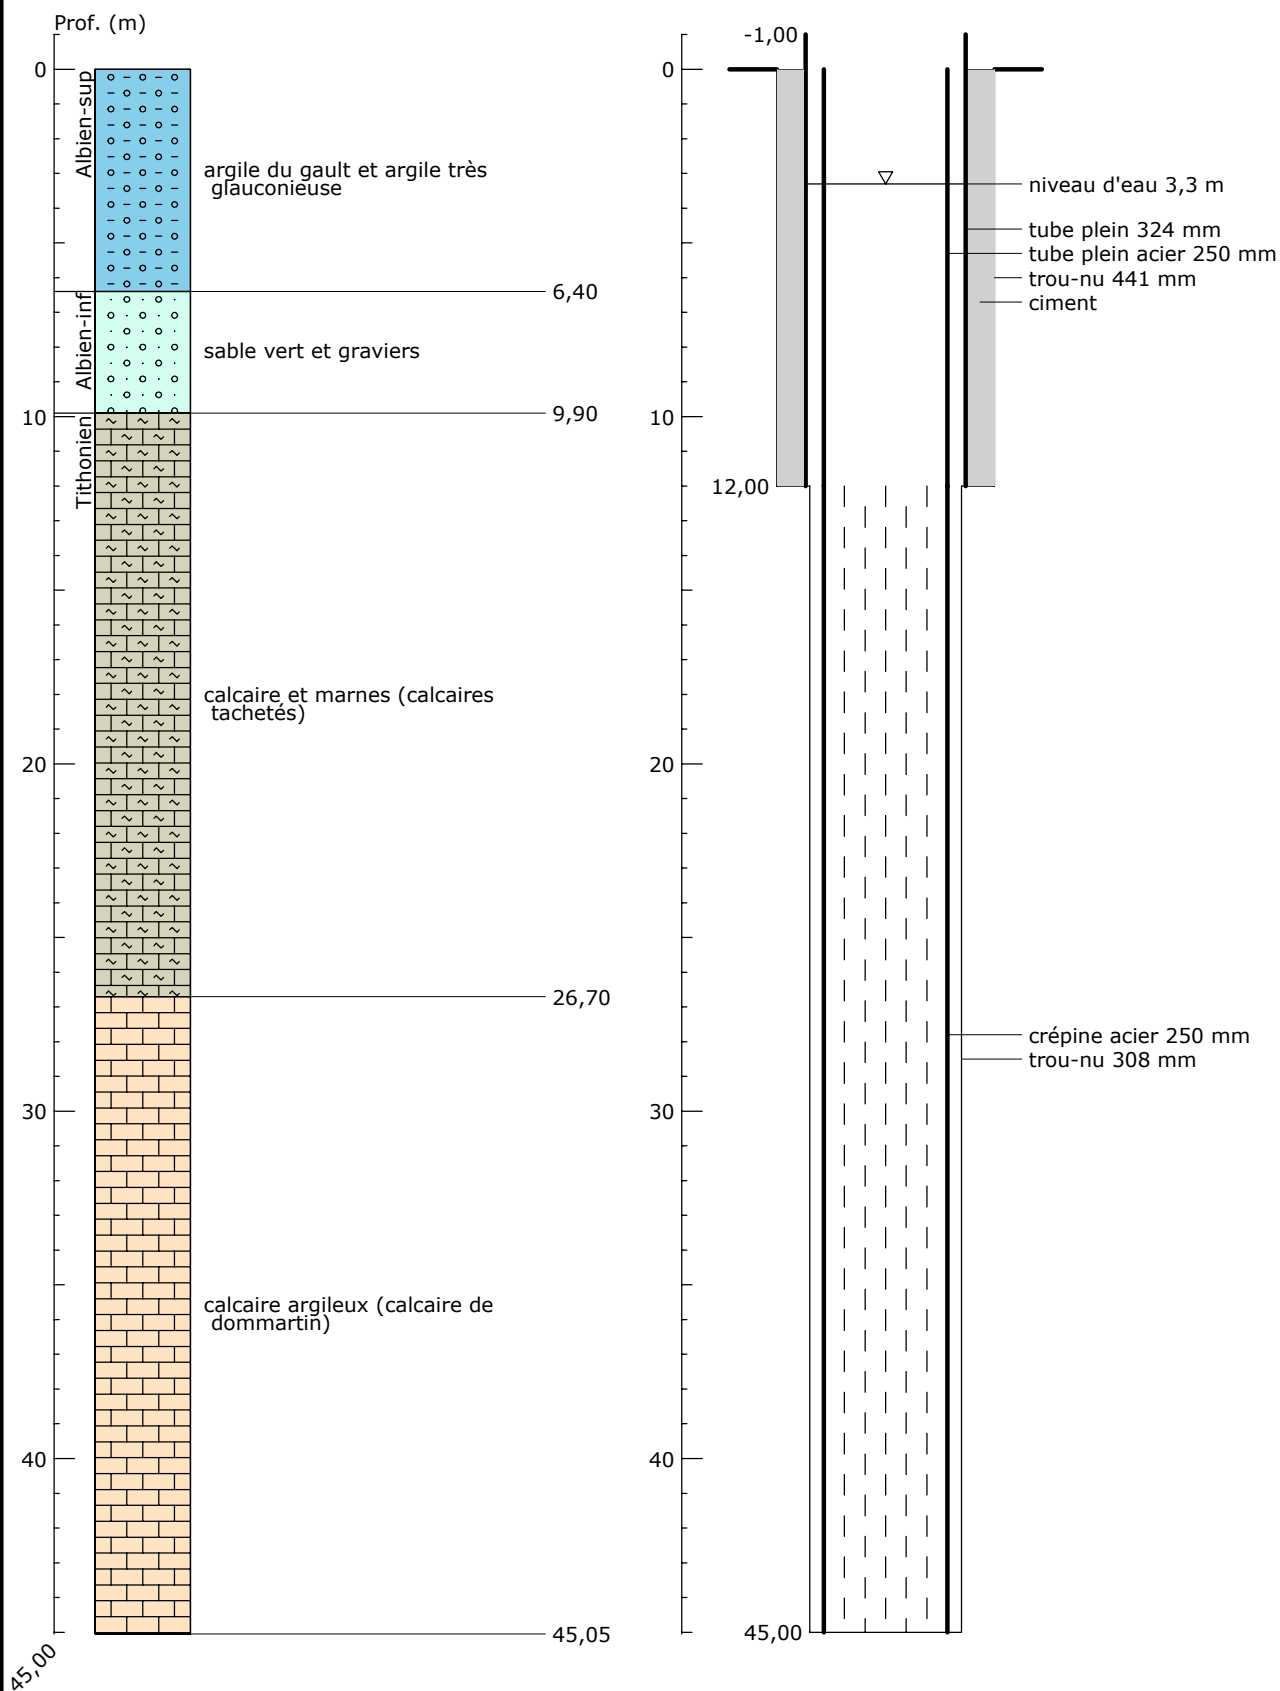 Prof. (m)
0
10
20
30
40
45,00
Albien-sup
Albien-inf
Tithonien
argile du gault et argile très
glauconieuse
6,40
sable vert et graviers
9,90
calcaire et marnes (calcaires
tachetés)
26,70
calcaire argileux (calcaire de
dommartin)
45,05
-1,00
0
10
12,00
20
30
40
45,00
niveau d'eau 3,3 m
tube plein 324 mm
tube plein acier 250 mm
trou-nu 441 mm
ciment
crépine acier 250 mm
trou-nu 308 mm